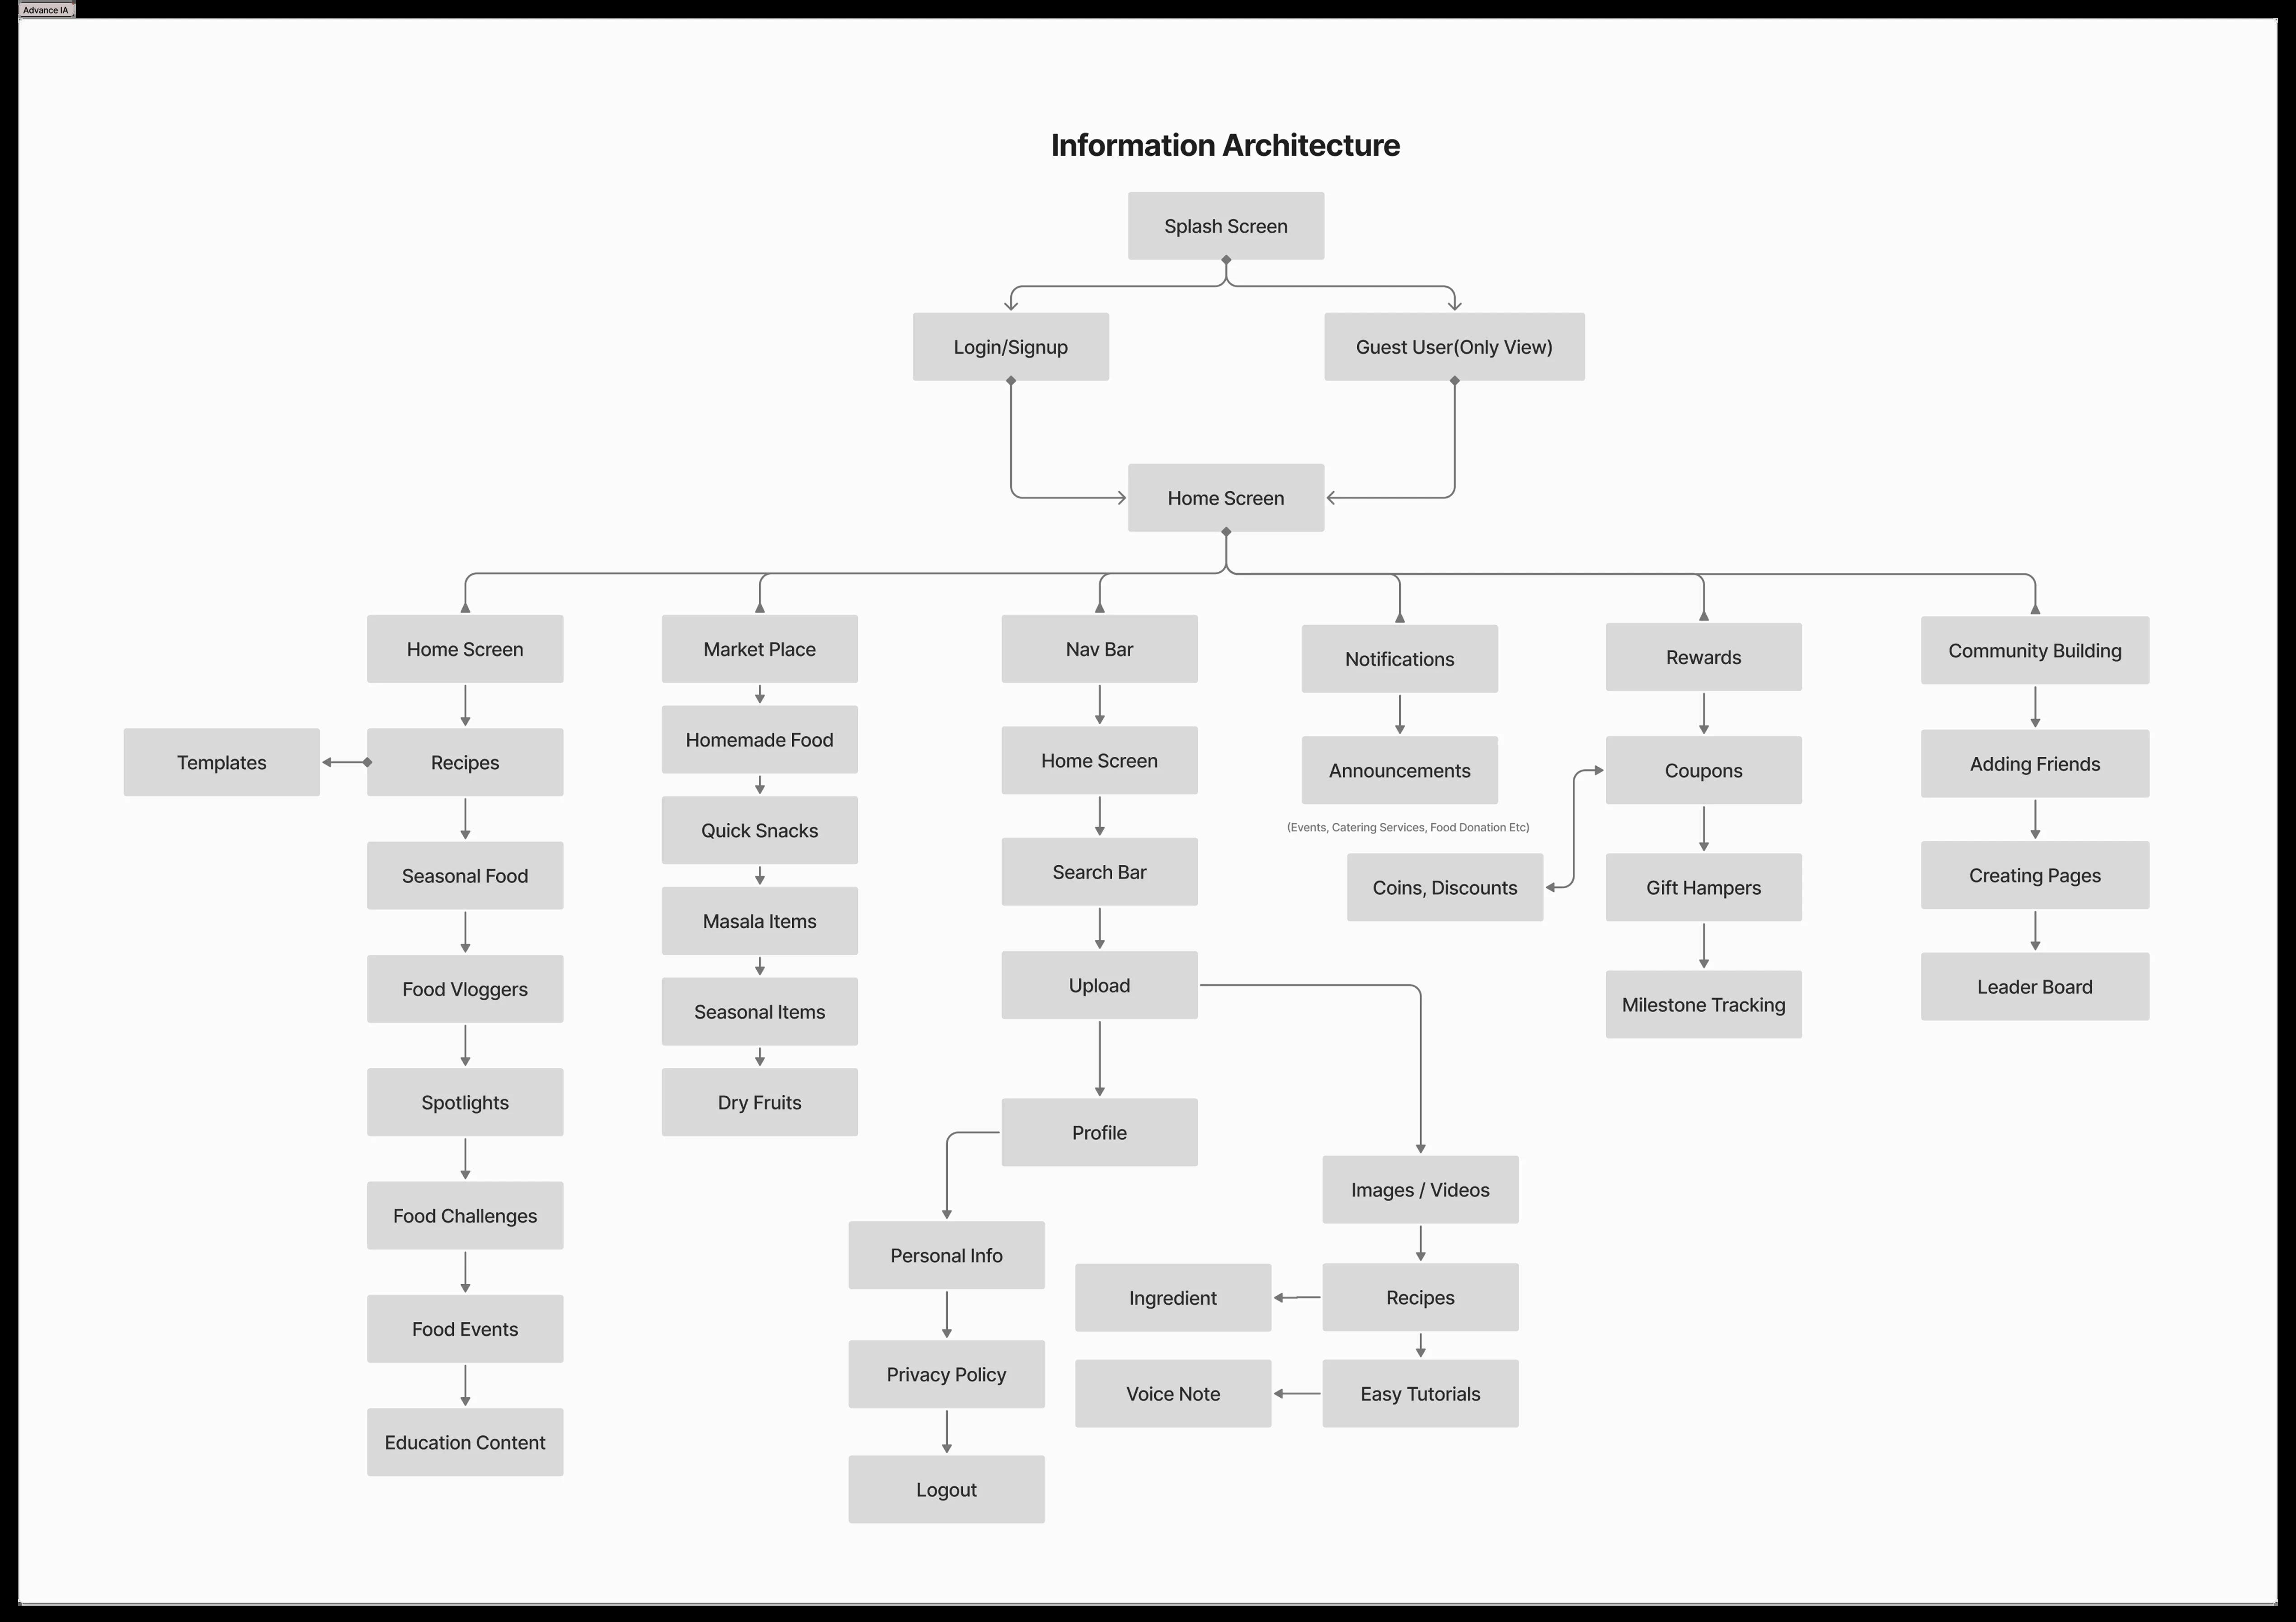 Advance IA
Information Architecture
Splash Screen
Login/Signup
Guest User(Only View)
Home Screen
Home Screen
Market Place
Nav Bar
Notifications
Rewards
Community Building
Templates
Recipes
Seasonal Food
Food Vloggers
Spotlights
Food Challenges
Food Events
Education Content
Homemade Food
Quick Snacks
Masala Items
Seasonal Items
Dry Fruits
Home Screen
Search Bar
Upload
Profile
Personal Info
Privacy Policy
Logout
Images / Videos
Ingredient
Recipes
Voice Note
Easy Tutorials
Announcements
(Events, Catering Services, Food Donation Etc)
Coupons
Coins, Discounts
Gift Hampers
Milestone Tracking
Adding Friends
Creating Pages
Leader Board